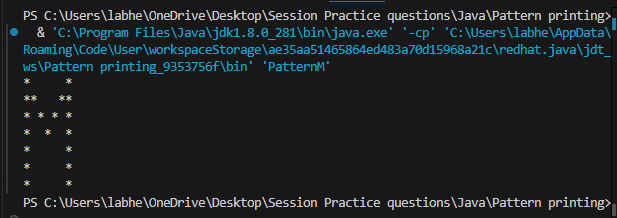 PS C:\Users\labhe\OneDrive\Desktop\Session Practice questions\Java\Pattern printing>
& 'C:\Program Files\Java\jdk1.8.0_281\bin\java.exe' '-cp' 'C:\Users\labhe\AppData\
Roaming\Code\User\workspaceStorage\ae35aa51465864ed483a70d15968a21c\redhat.java\jdt_
ws\Pattern printing_9353756f\bin' 'PatternM'
*     *
**   **
* * * *
*  *  *
*     *
*     *
*     *
PS C:\Users\labhe\OneDrive\Desktop\Session Practice questions\Java\Pattern printing>